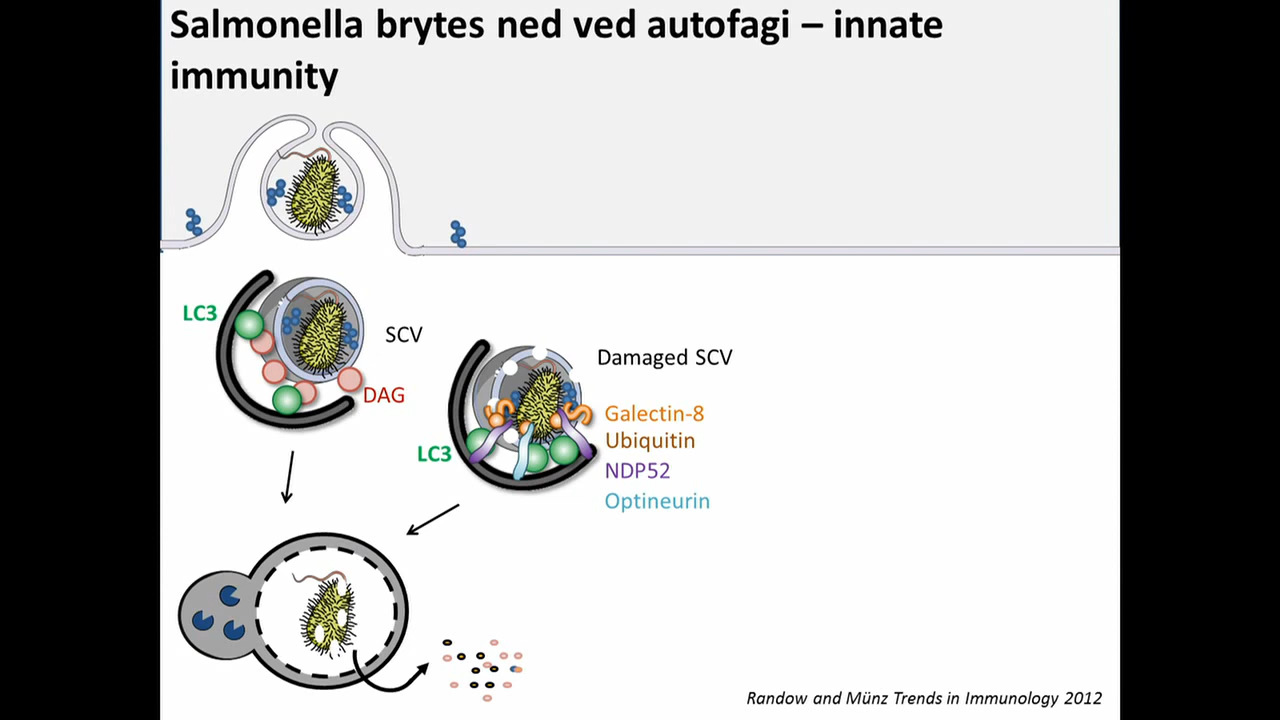 Salmonella brytes ned ved autofagi – innate
immunity
LC3
SCV
DAG
Damaged SCV
LC3
Galectin-8
Ubiquitin
NDP52
Optineurin
Randow and Münz Trends in Immunology 2012